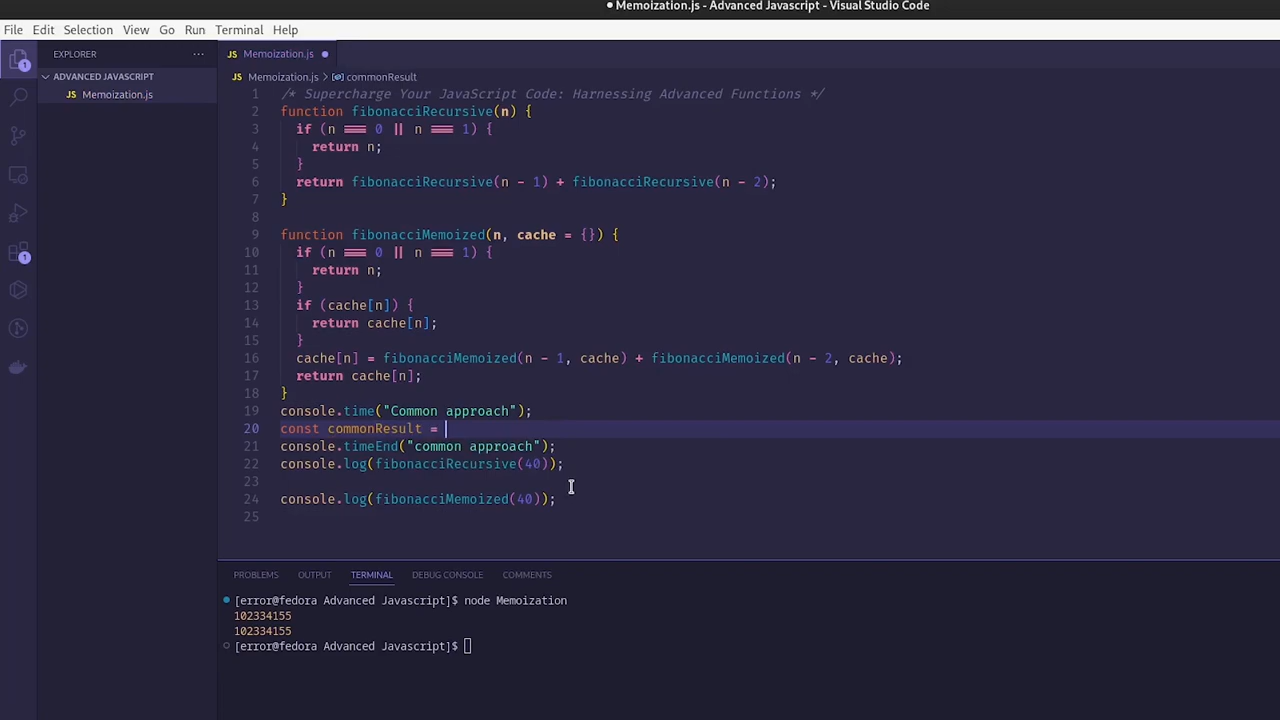 Memoization.js - Advanced Javascript - Visual Studio Code
File Edit Selection View Go Run Terminal Help
EXPLORER
ADVANCED JAVASCRIPT
JS Memoization.js
JS Memoization.js
JS Memoization.js > commonResult
1 /* Supercharge Your JavaScript Code: Harnessing Advanced Functions */
2 function fibonacciRecursive(n) {
3 if (n === 0 || n === 1) {
4 return n;
5 }
6 return fibonacciRecursive(n - 1) + fibonacciRecursive(n - 2);
7 }
8
9 function fibonacciMemoized(n, cache = {}) {
10 if (n === 0 || n === 1) {
11 return n;
12 }
13 if (cache[n]) {
14 return cache[n];
15 }
16 cache[n] = fibonacciMemoized(n - 1, cache) + fibonacciMemoized(n - 2, cache);
17 return cache[n];
18 }
19 console.time("Common approach");
20 const commonResult =
21 console.timeEnd("common approach");
22 console.log(fibonacciRecursive(40));
23
24 console.log(fibonacciMemoized(40));
25
1
1
PROBLEMS OUTPUT TERMINAL DEBUG CONSOLE COMMENTS
[error@fedora Advanced Javascript]$ node Memoization
102334155
102334155
[error@fedora Advanced Javascript]$